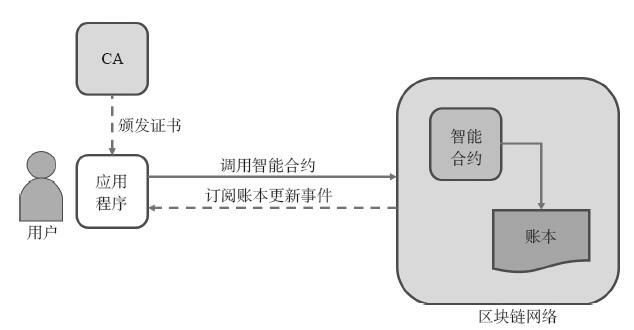 CA
颁发证书
应用
程序
用户
调用智能合约
订阅账本更新事件
智能
合约
账本
区块链网络